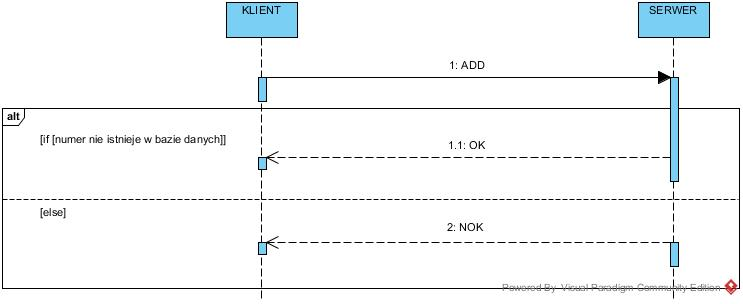 KLIENT
SERWER
1: ADD
alt
[if [numer nie istnieje w bazie danych]]
1.1: OK
[else]
2: NOK
Powered By Visual Paradigm Community Edition